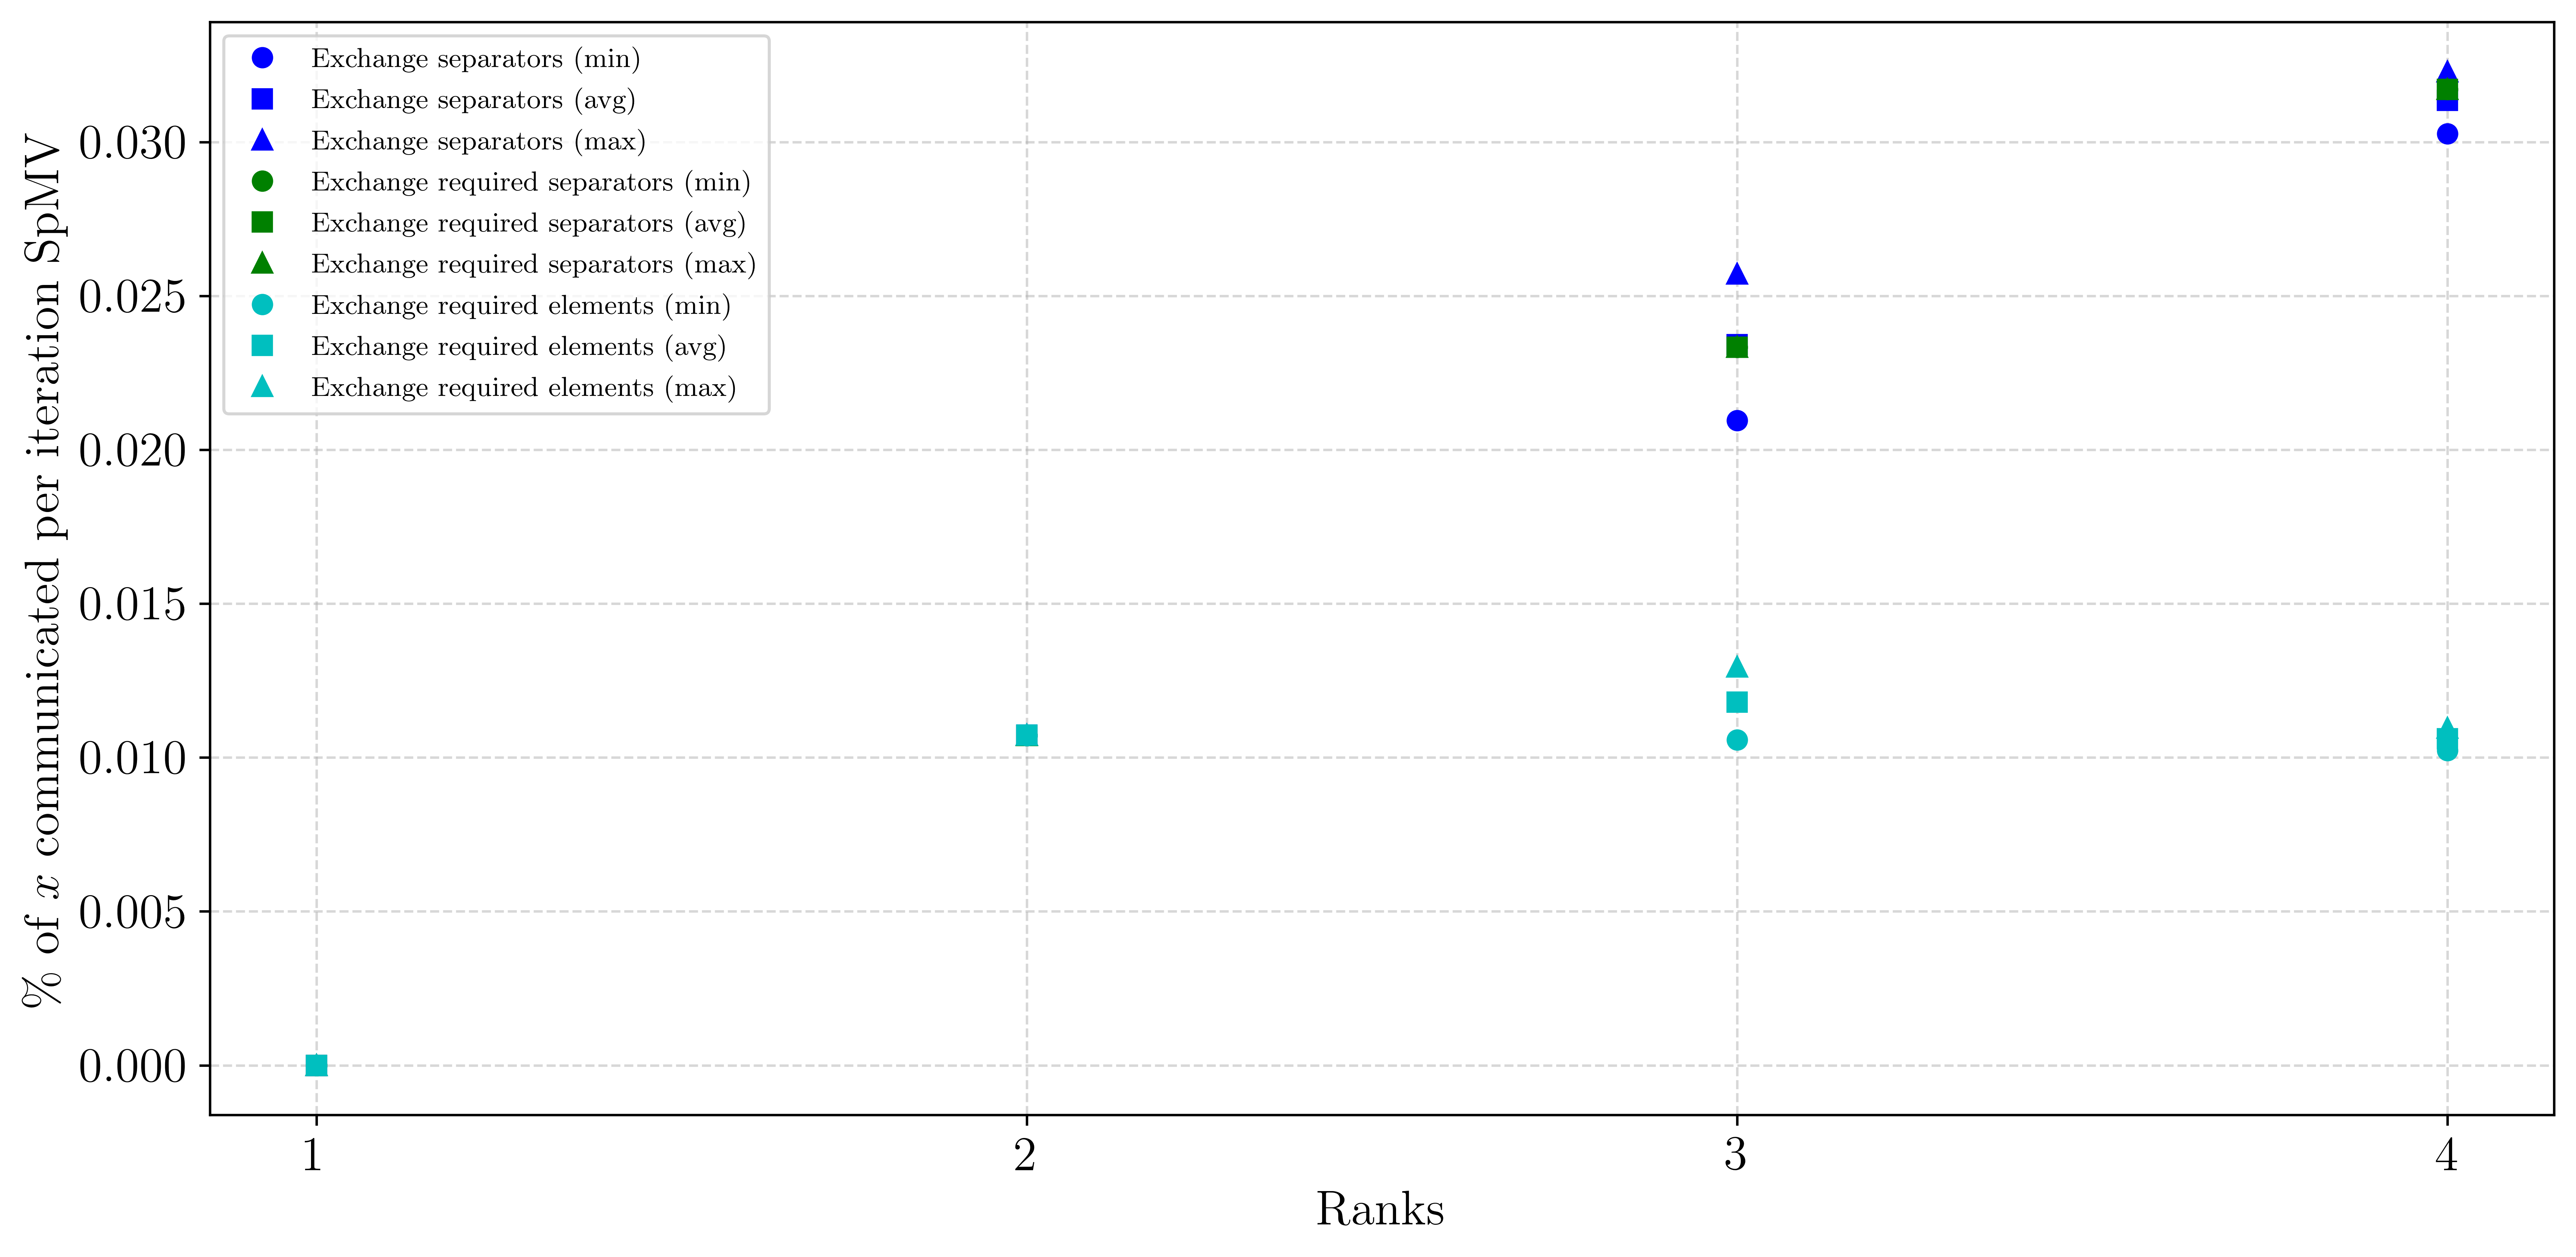 % of x communicated per iteration SpMV
0.030
0.025
0.020
0.015
0.010
0.005
0.000
Exchange separators (min)
Exchange separators (avg)
Exchange separators (max)
Exchange required separators (min)
Exchange required separators (avg)
Exchange required separators (max)
Exchange required elements (min)
Exchange required elements (avg)
Exchange required elements (max)
1 2 3 4
Ranks